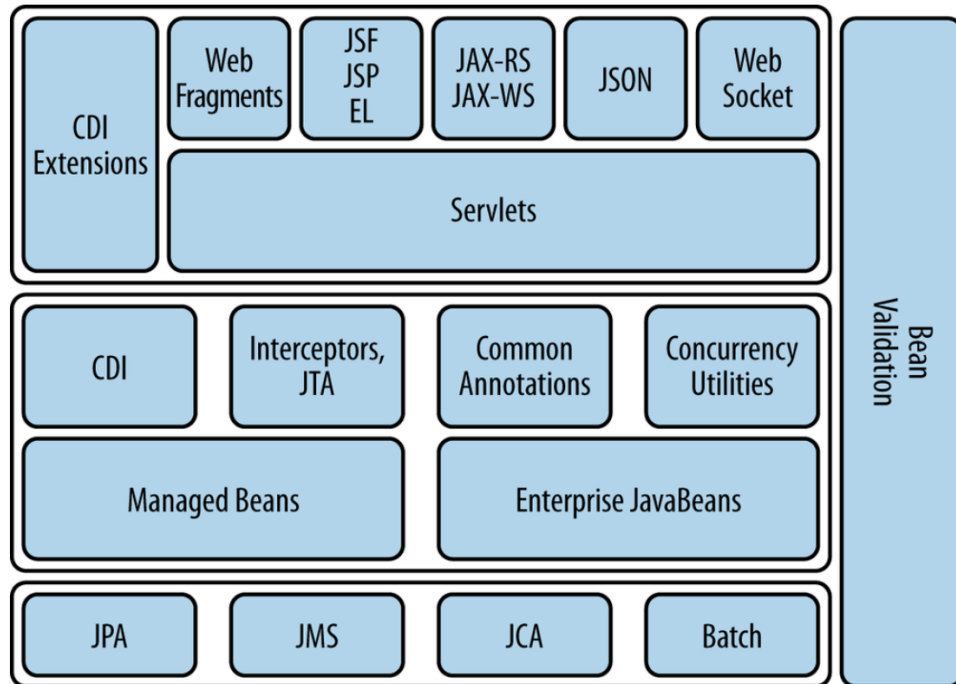 CDI
Extensions
Web
Fragments
JSF
JSP
EL
JAX-RS
JAX-WS
JSON
Web
Socket
Servlets
CDI
Interceptors,
JTA
Common
Annotations
Concurrency
Utilities
Managed Beans
Enterprise JavaBeans
JPA
JMS
JCA
Batch
Bean
Validation